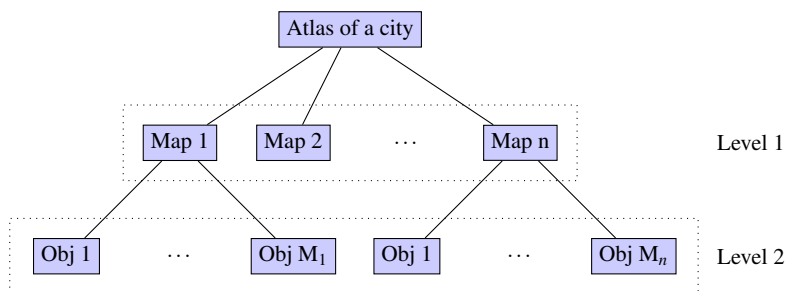 Atlas of a city
Map 1 Map 2 ... Map n Level 1
Obj 1 ... Obj M₁ Obj 1 ... Obj Mₙ Level 2